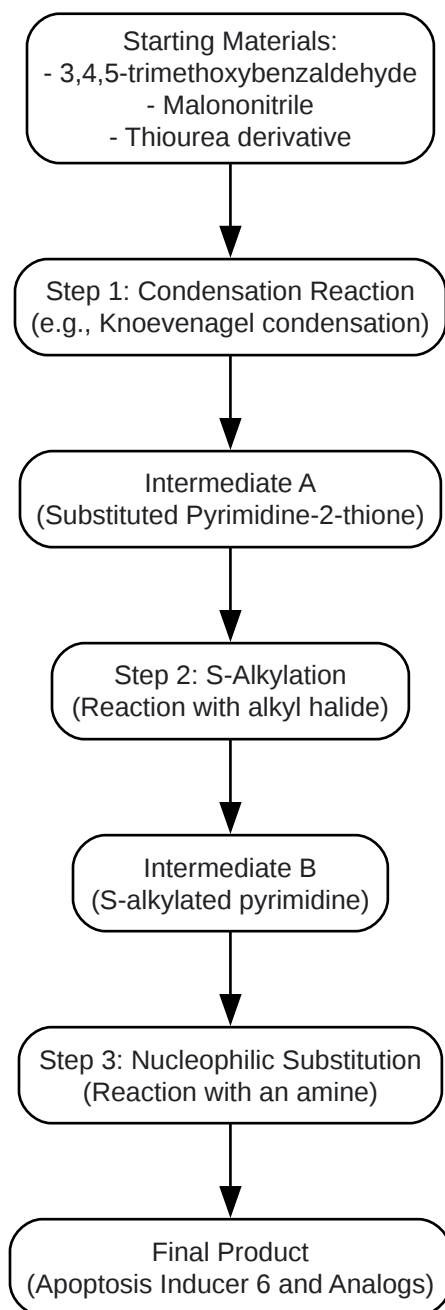 Starting Materials:
- 3,4,5-trimethoxybenzaldehyde
- Malononitrile
- Thiourea derivative
Step 1: Condensation Reaction
(e.g., Knoevenagel condensation)
Intermediate A
(Substituted Pyrimidine-2-thione)
Step 2: S-Alkylation
(Reaction with alkyl halide)
Intermediate B
(S-alkylated pyrimidine)
Step 3: Nucleophilic Substitution
(Reaction with an amine)
Final Product
(Apoptosis Inducer 6 and Analogs)